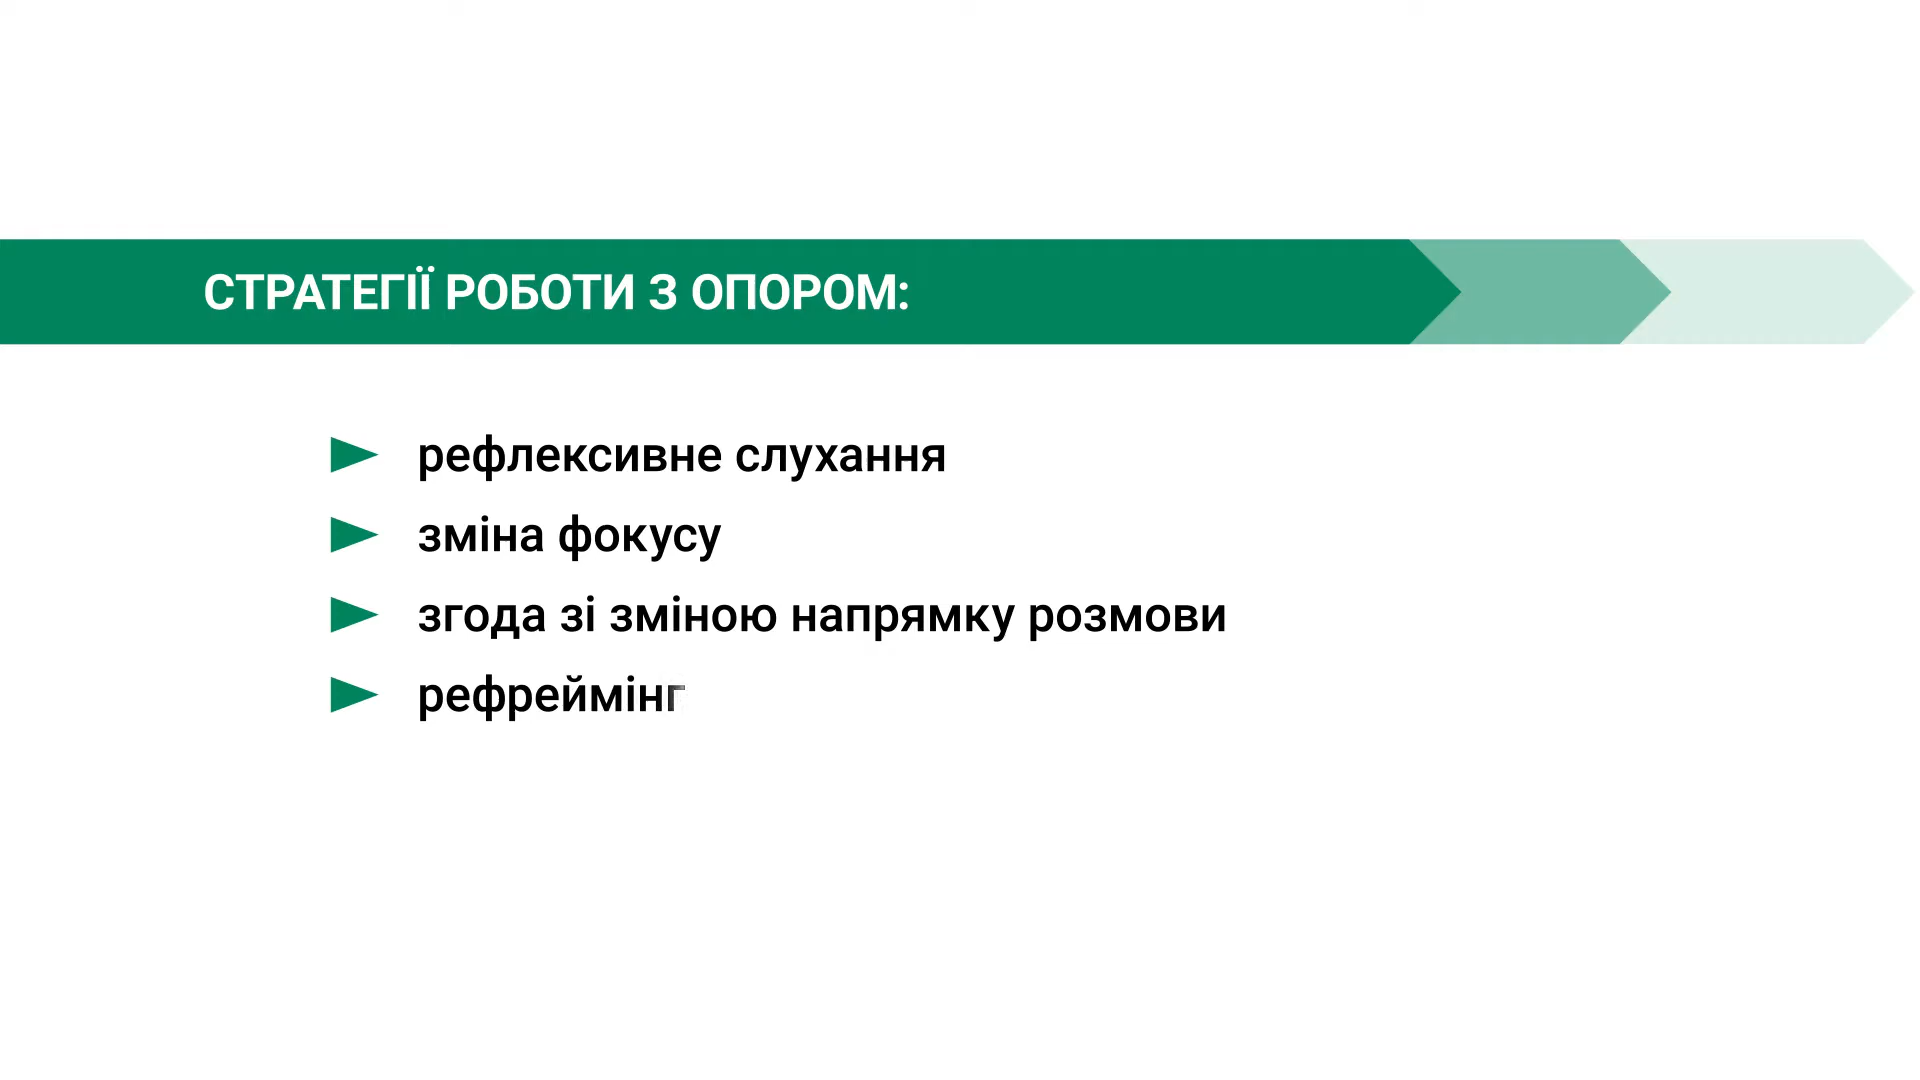 СТРАТЕГІЇ РОБОТИ З ОПОРОМ:
рефлексивне слухання
зміна фокусу
згода зі зміною напрямку розмови
рефреймінг